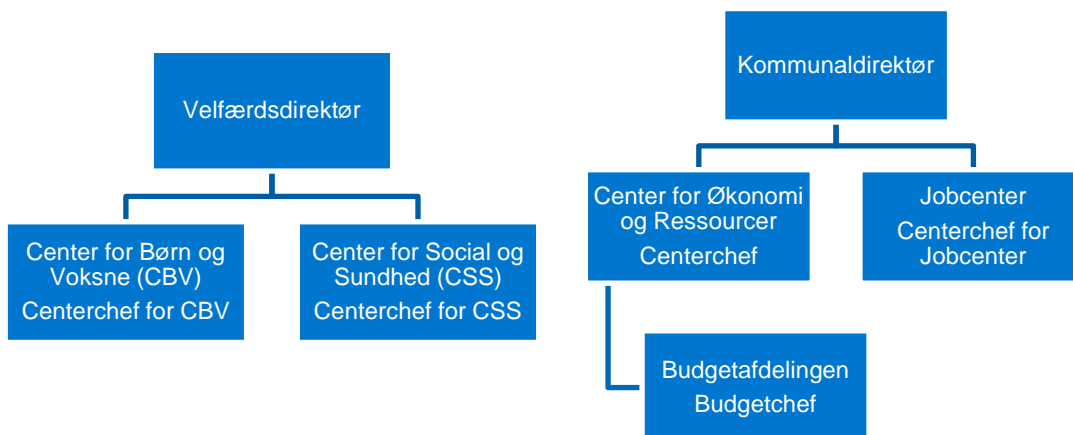 Velfærdsdirektør
Center for Børn og
Voksne (CBV)
Centerchef for CBV
Center for Social og
Sundhed (CSS)
Centerchef for CSS
Kommunaldirektør
Center for Økonomi
og Ressourcer
Centerchef
Jobcenter
Centerchef for
Jobcenter
Budgetafdelingen
Budgetchef